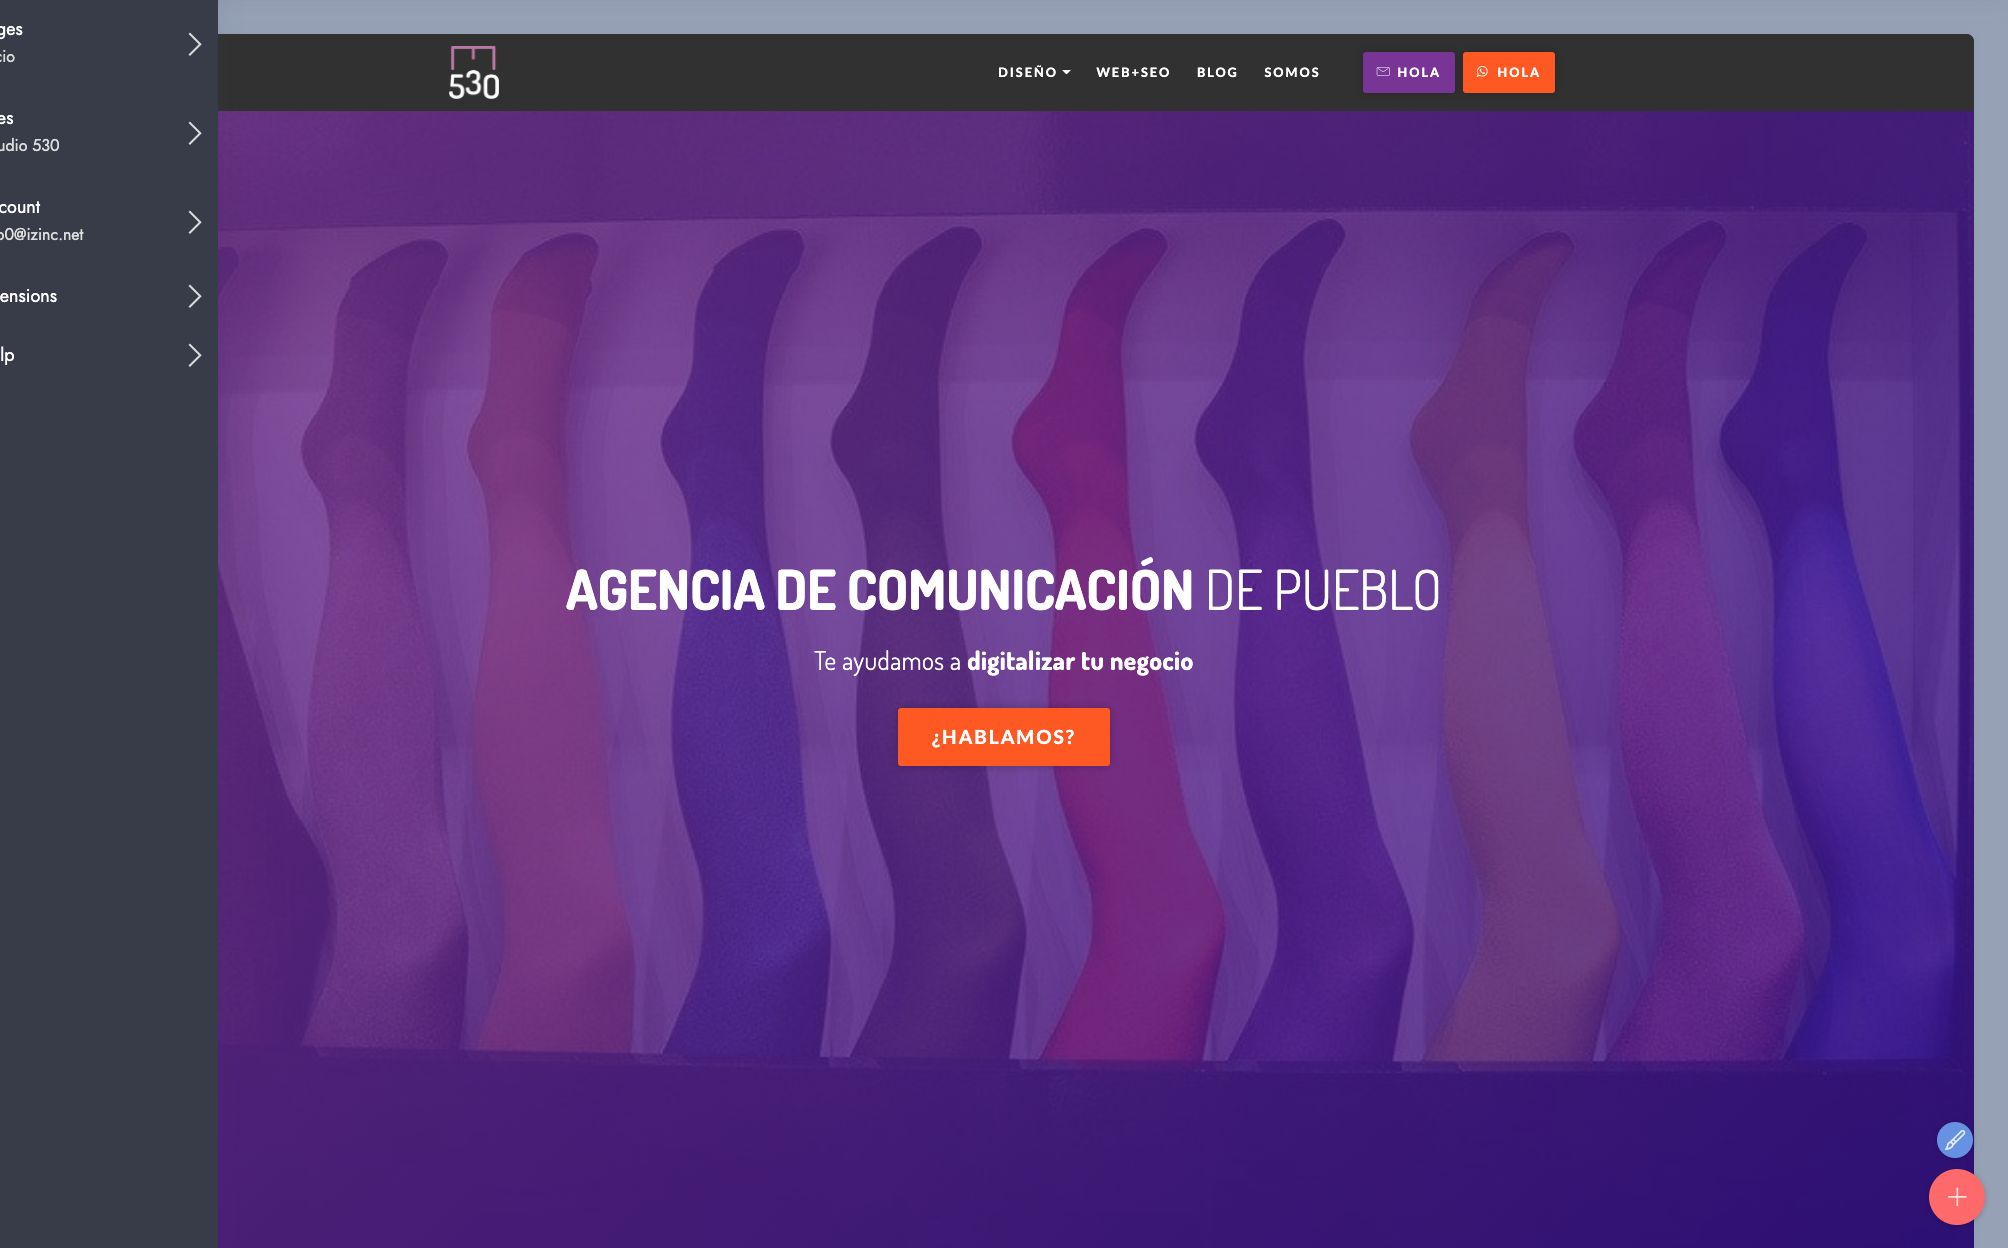 ges
cio
es
udio 530
count
o0@izinc.net
ensions
lp
530
DISEÑO
WEB+SEO
BLOG
SOMOS
HOLA
HOLA
AGENCIA DE COMUNICACIÓN DE PUEBLO
Te ayudamos a digitalizar tu negocio
¿HABLAMOS?